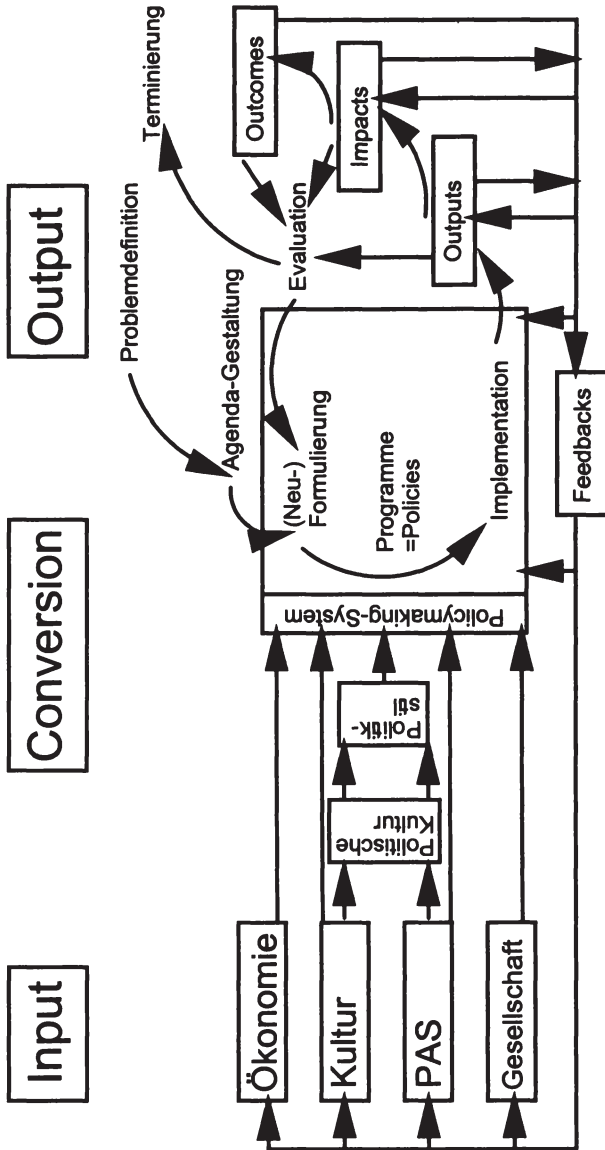 Input
Conversion
Output
Ökonomie
Kultur
PAS
Gesellschaft
Politische
Kultur
Politik-
stil
Policymaking-System
Problemdefinition
Agenda-Gestaltung
(Neu-)
Formulierung
Programme
=Policies
Implementation
Terminierung
Evaluation
Outcomes
Impacts
Outputs
Feedbacks